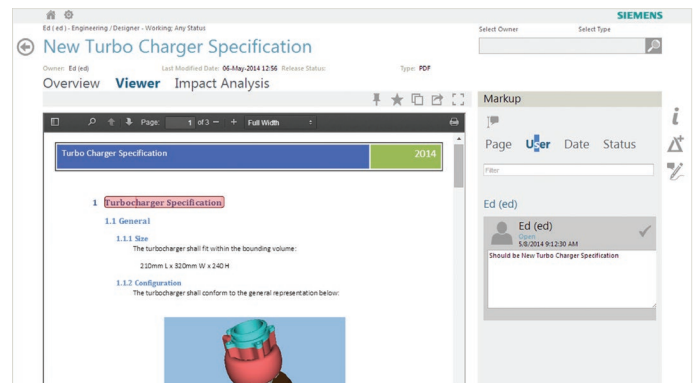 SIEMENS
Ed ( ed ) - Engineering / Designer - Working; Any Status
Select Owner Select Type
New Turbo Charger Specification
Owner: Ed (ed) Last Modified Date: 06-May-2014 12:56 Release Status: Type: PDF
Overview Viewer Impact Analysis
Markup
Page: 1 of 3 − + Full Width
Page User Date Status
Turbo Charger Specification 2014
Filter
1 Turbocharger Specification
Ed (ed)
1.1 General
Ed (ed)
Open
5/8/2014 9:12:30 AM
1.1.1 Size
The turbocharger shall fit within the bounding volume:
Should be New Turbo Charger Specification
210mm L x 320mm W x 240 H
1.1.2 Configuration
The turbocharger shall conform to the general representation below: